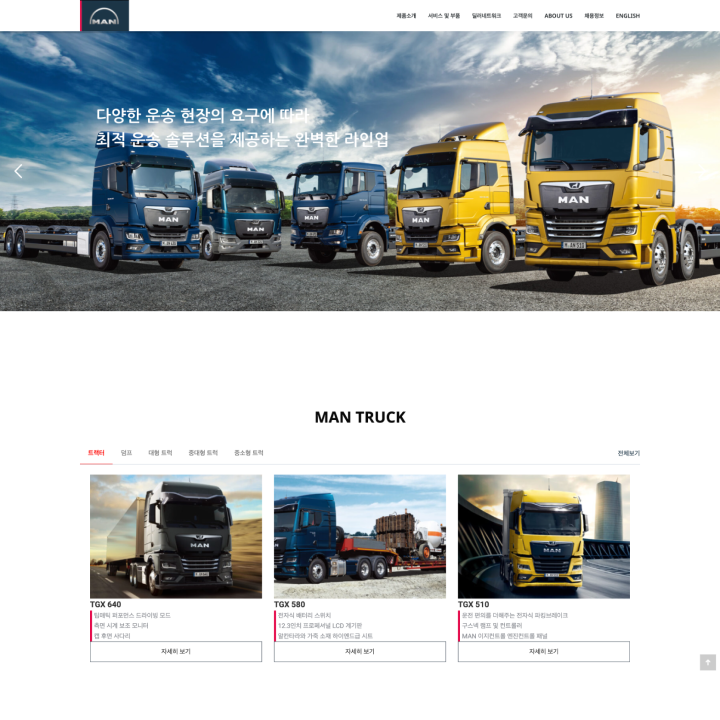 MAN
제품소개 서비스 및 부품 딜러네트워크 고객문의 ABOUT US 채용정보 ENGLISH
다양한 운송 현장의 요구에 따라
최적 운송 솔루션을 제공하는 완벽한 라인업
MAN
MAN
MAN
MAN
MAN
MAN TRUCK
트랙터 덤프 대형 트럭 중대형 트럭 중소형 트럭 전체보기
MAN
MAN
TGX 640
팀매틱 퍼포먼스 드라이빙 모드
측면 시계 보조 모니터
캡 후면 사다리
자세히 보기
TGX 580
전자식 배터리 스위치
12.3인치 프로페셔널 LCD 계기판
알칸타라와 가죽 소재 하이엔드급 시트
자세히 보기
TGX 510
운전 편의를 더해주는 전자식 파킹브레이크
구스넥 램프 및 컨트롤러
MAN 이지컨트롤 엔진컨트롤 패널
자세히 보기